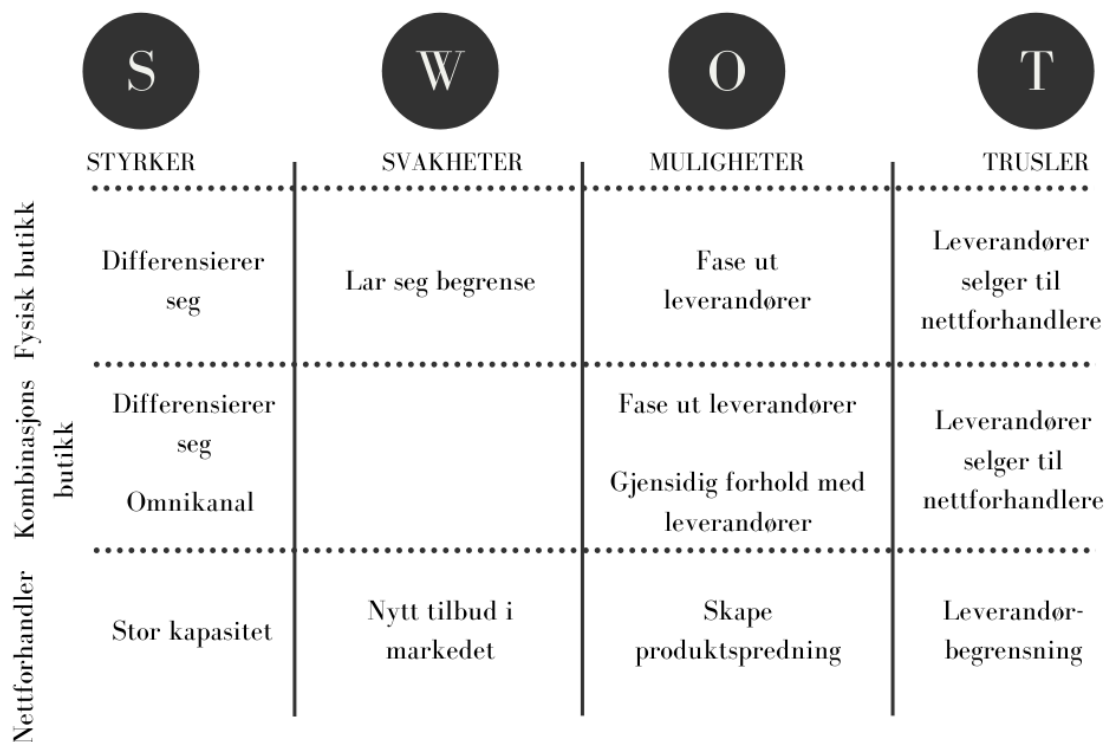 S
W
O
T
STYRKER
SVAKHETER
MULIGHETER
TRUSLER
Fysisk butikk
Differensierer
seg
Lar seg begrense
Fase ut
leverandører
Leverandører
selger til
nettforhandlere
Kombinasjons
butikk
Differensierer
seg
Omnikanal
Fase ut leverandører
Gjensidig forhold med
leverandører
Leverandører
selger til
nettforhandlere
Nettforhandler
Stor kapasitet
Nytt tilbud i
markedet
Skape
produktspredning
Leverandør-
begrensning